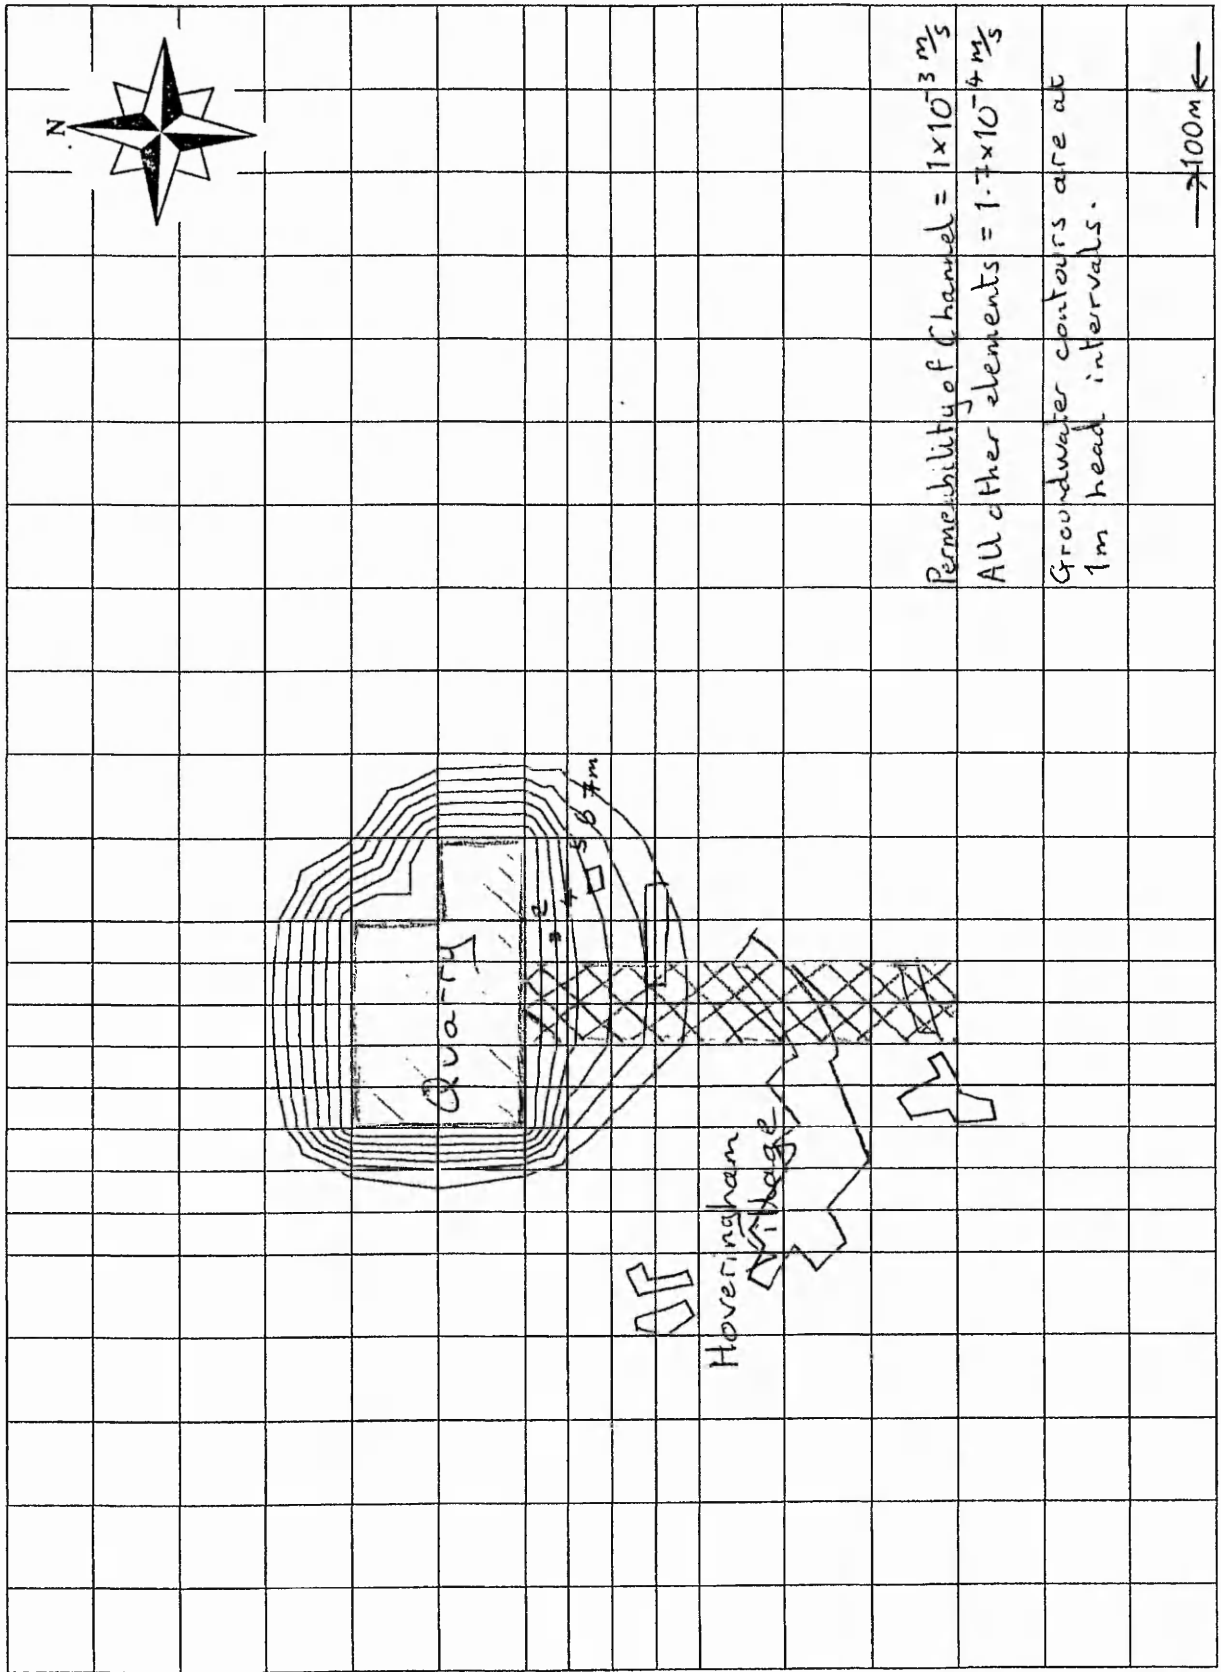 N
Permeability of Channel = 1×10⁻³ m/s
All other elements = 1.7×10⁻⁴ m/s
Groundwater contours are at
1m head intervals.
→100m←
Quarry
2
3
4
5 6 7m
Hoveringham
Village